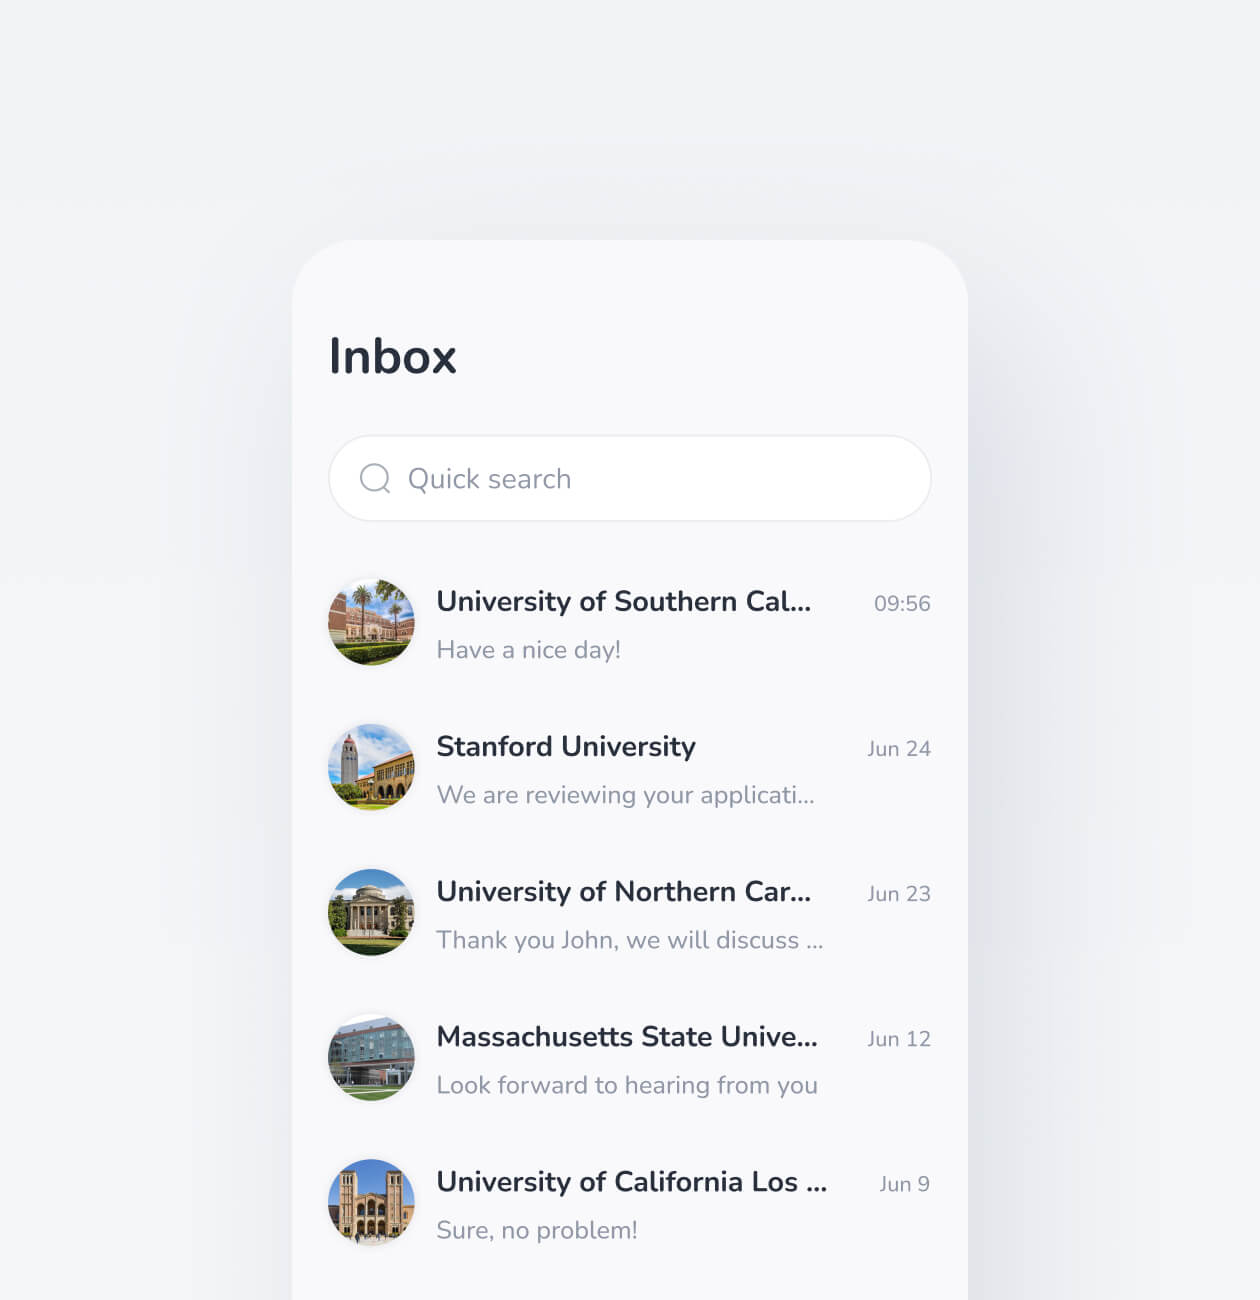 Inbox
Quick search
University of Southern Cal...
09:56
Have a nice day!
Stanford University
Jun 24
We are reviewing your applicati...
University of Northern Car...
Jun 23
Thank you John, we will discuss ...
Massachusetts State Unive...
Jun 12
Look forward to hearing from you
University of California Los ...
Jun 9
Sure, no problem!